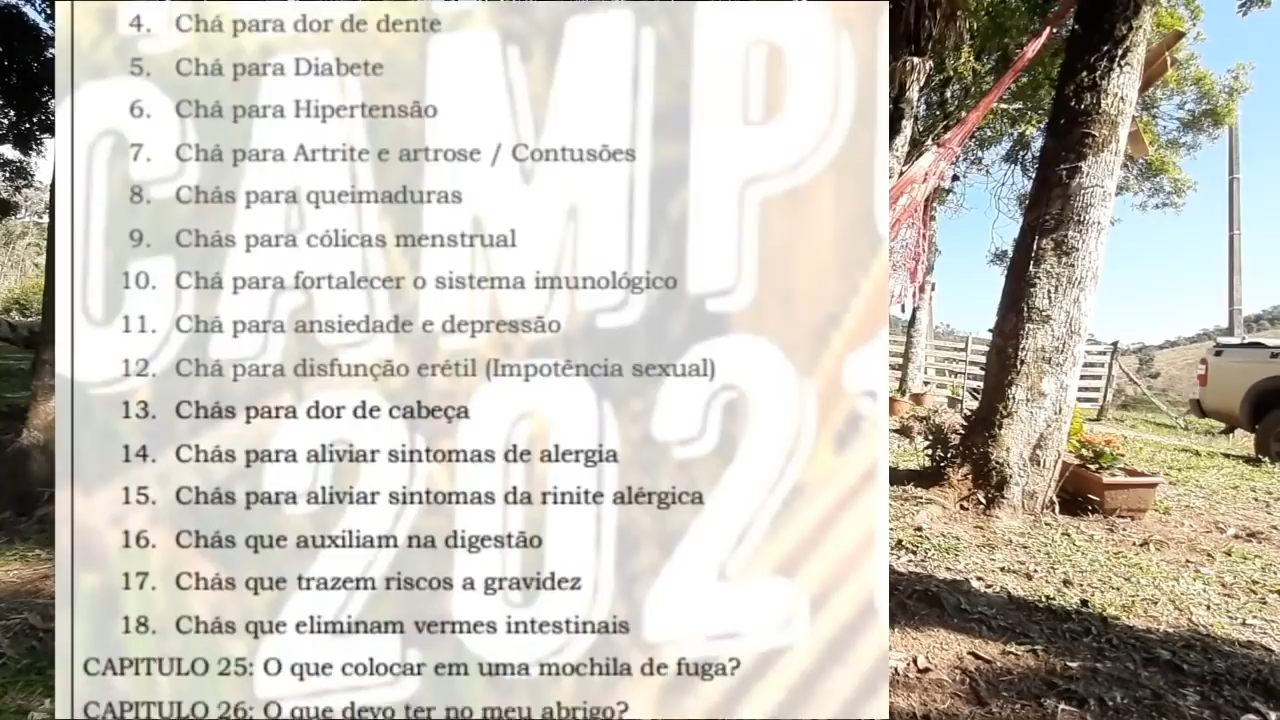 4. Chá para dor de dente
5. Chá para Diabete
6. Chá para Hipertensão
7. Chá para Artrite e artrose / Contusões
8. Chás para queimaduras
9. Chás para cólicas menstrual
10. Chá para fortalecer o sistema imunológico
11. Chá para ansiedade e depressão
12. Chá para disfunção erétil (Impotência sexual)
13. Chás para dor de cabeça
14. Chás para aliviar sintomas de alergia
15. Chás para aliviar sintomas da rinite alérgica
16. Chás que auxiliam na digestão
17. Chás que trazem riscos a gravidez
18. Chás que eliminam vermes intestinais
CAPITULO 25: O que colocar em uma mochila de fuga?
CAPITULO 26: O que devo ter no meu abrigo?